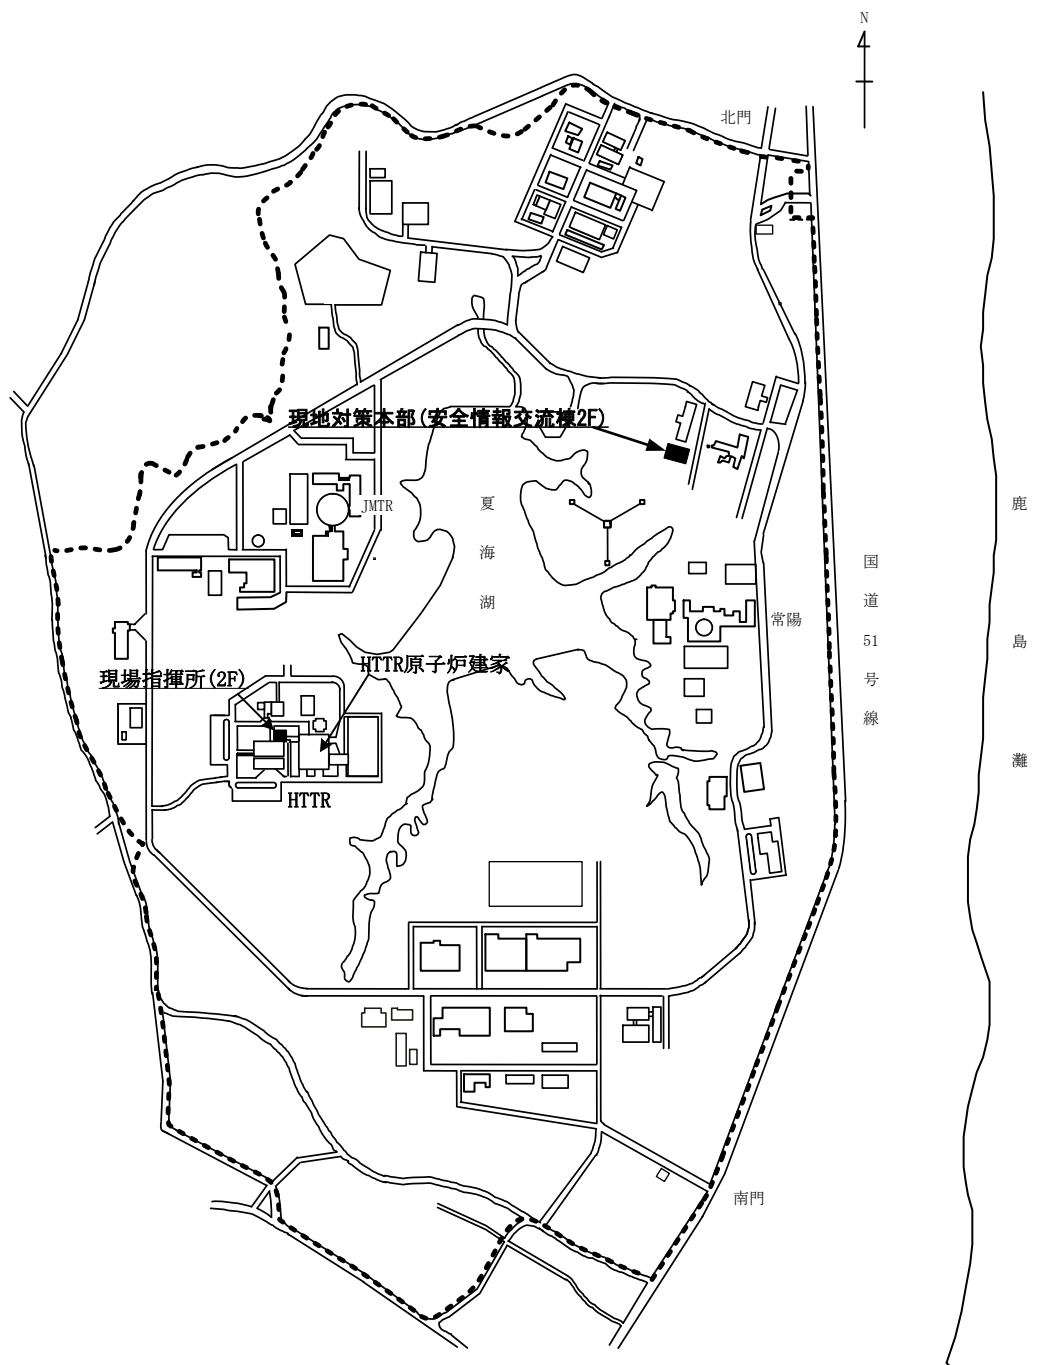 N
北門
現地対策本部(安全情報交流棟2F)
JMTR
夏海湖
鹿島灘
国道51号線
常陽
HTTR原子炉建家
現場指揮所(2F)
HTTR
南門